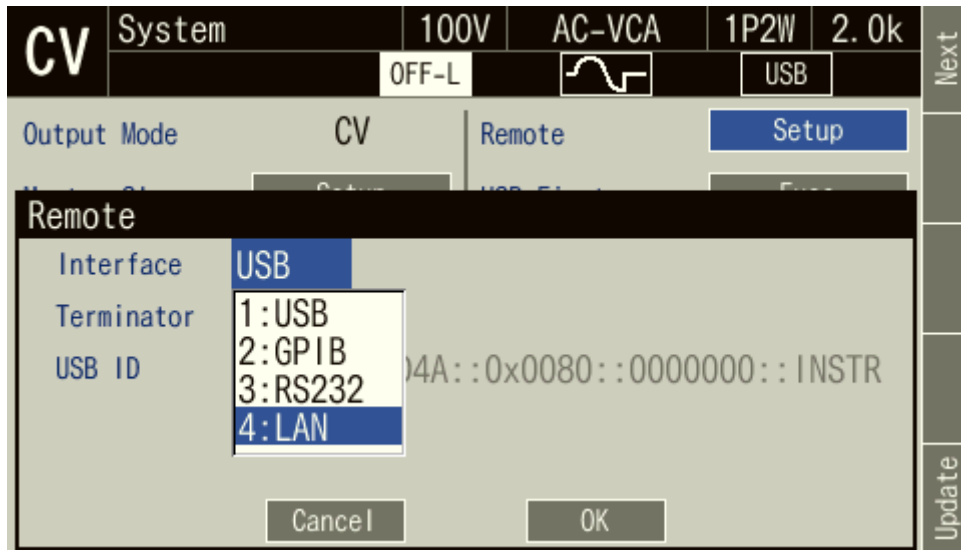 CV System 100V AC-VCA 1P2W 2.0k
OFF-L USB
Next
Output Mode CV Remote Setup
Remote
Interface USB
Terminator 1:USB
2:GPIB
USB ID 04A::0x0080::0000000::INSTR
3:RS232
4:LAN
Cancel OK
Update